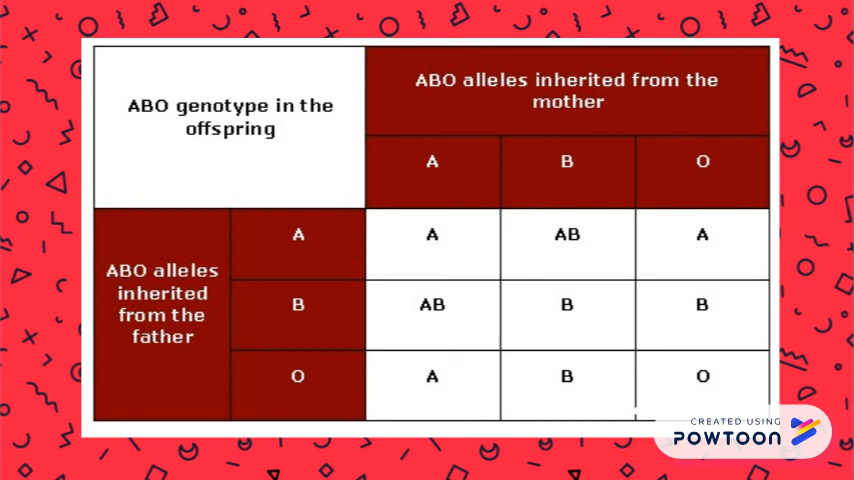 ABO genotype in the
offspring
ABO alleles inherited from the
mother
A B O
ABO alleles
inherited
from the
father
A A AB A
B AB B B
O A B O
CREATED USING
POWTOON